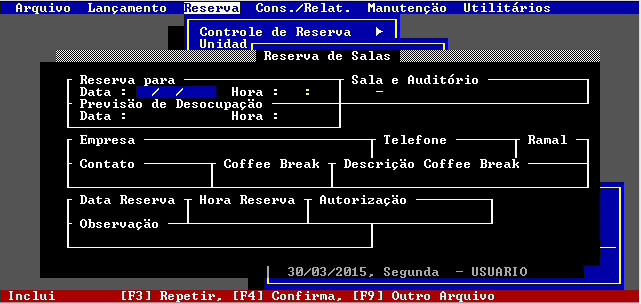 Arquivo Lançamento Reserva Cons./Relat. Manutenção Utilitários
Controle de Reserva
Unidad
Reserva de Salas
Reserva para Sala e Auditório
Data : / / Hora : : -
Previsão de Desocupação
Data : Hora :
Empresa Telefone Ramal
Contato Coffee Break Descrição Coffee Break
Data Reserva Hora Reserva Autorização
Observação
30/03/2015, Segunda - USUARIO
Inclui [F3] Repetir, [F4] Confirma, [F9] Outro Arquivo